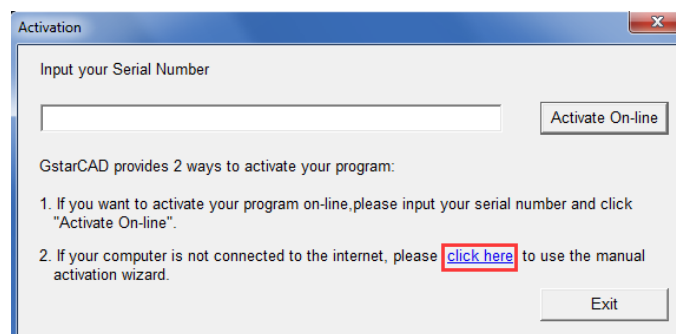 Activation
Input your Serial Number
Activate On-line
GstarCAD provides 2 ways to activate your program:
1. If you want to activate your program on-line,please input your serial number and click
"Activate On-line".
2. If your computer is not connected to the internet, please click here to use the manual
activation wizard.
Exit